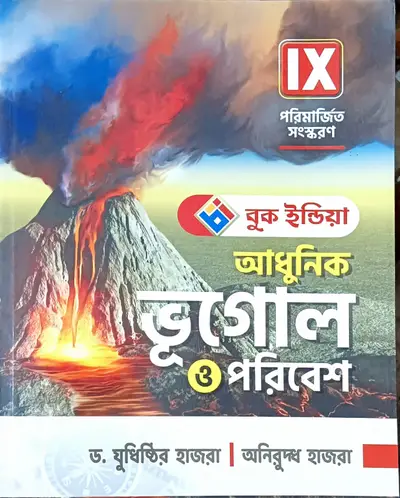 IX
পরিমার্জিত
সংস্করণ
বুক ইন্ডিয়া
আধুনিক
ভূগোল
ও পরিবেশ
ড. যুধিষ্ঠির হাজরা | অনিরুদ্ধ হাজরা